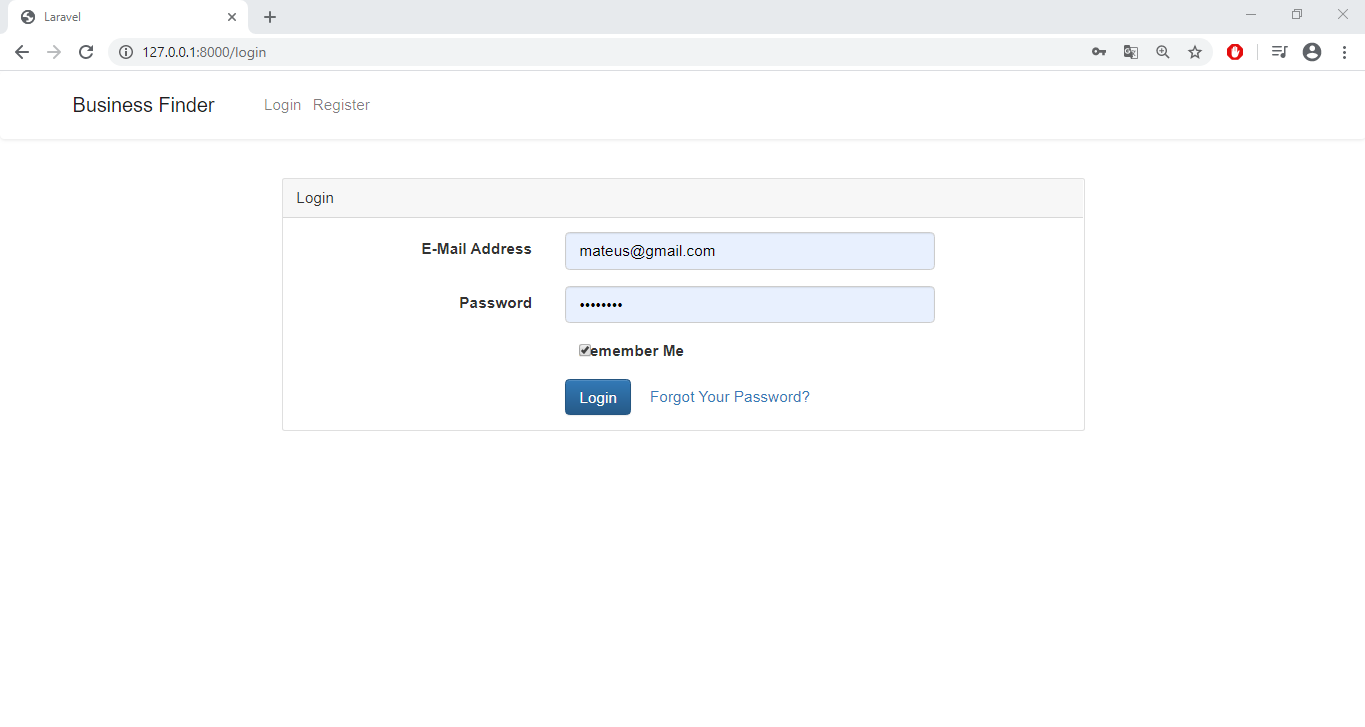 Laravel
127.0.0.1:8000/login
Business Finder Login Register
Login
E-Mail Address mateus@gmail.com
Password ••••••••
emember Me
Login Forgot Your Password?